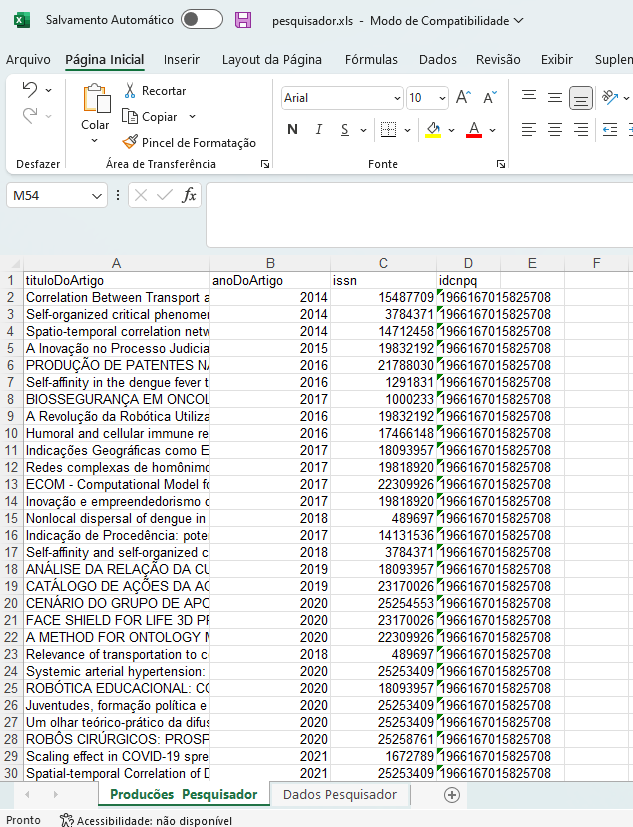 Salvamento Automático pesquisador.xls - Modo de Compatibilidade
Arquivo Página Inicial Inserir Layout da Página Fórmulas Dados Revisão Exibir Suplen
Recortar
Arial 10 A A
Colar Copiar
N I S A
Pincel de Formatação
Desfazer Área de Transferência Fonte
M54 fx
A B C D E F
1 tituloDoArtigo anoDoArtigo issn idcnpq
2 Correlation Between Transport a 2014 15487709 1966167015825708
3 Self-organized critical phenomer 2014 3784371 1966167015825708
4 Spatio-temporal correlation netw 2014 14712458 1966167015825708
5 A Inovação no Processo Judicia 2015 19832192 1966167015825708
6 PRODUÇÃO DE PATENTES NA 2016 21788030 1966167015825708
7 Self-affinity in the dengue fever t 2016 1291831 1966167015825708
8 BIOSSEGURANÇA EM ONCOL 2017 1000233 1966167015825708
9 A Revolução da Robótica Utiliza 2016 19832192 1966167015825708
10 Humoral and cellular immune re 2016 17466148 1966167015825708
11 Indicações Geográficas como E 2017 18093957 1966167015825708
12 Redes complexas de homônimo 2017 19818920 1966167015825708
13 ECOM - Computational Model fo 2017 22309926 1966167015825708
14 Inovação e empreendedorismo c 2017 19818920 1966167015825708
15 Nonlocal dispersal of dengue in 2018 489697 1966167015825708
16 Indicação de Procedência: pote 2017 14131536 1966167015825708
17 Self-affinity and self-organized c 2018 3784371 1966167015825708
18 ANÁLISE DA RELAÇÃO DA CU 2019 18093957 1966167015825708
19 CATÁLOGO DE AÇÕES DA AG 2019 23170026 1966167015825708
20 CENÁRIO DO GRUPO DE APO 2020 25254553 1966167015825708
21 FACE SHIELD FOR LIFE 3D PF 2020 23170026 1966167015825708
22 A METHOD FOR ONTOLOGY M 2020 22309926 1966167015825708
23 Relevance of transportation to c 2018 489697 1966167015825708
24 Systemic arterial hypertension: 2020 25253409 1966167015825708
25 ROBÓTICA EDUCACIONAL: CO 2020 18093957 1966167015825708
26 Juventudes, formação política e 2020 25253409 1966167015825708
27 Um olhar teórico-prático da difus 2020 25253409 1966167015825708
28 ROBÔS CIRÚRGICOS: PROSP 2020 25258761 1966167015825708
29 Scaling effect in COVID-19 spre 2021 1672789 1966167015825708
30 Spatial-temporal Correlation of D 2021 25253409 1966167015825708
Producões Pesquisador Dados Pesquisador
Pronto Acessibilidade: não disponível